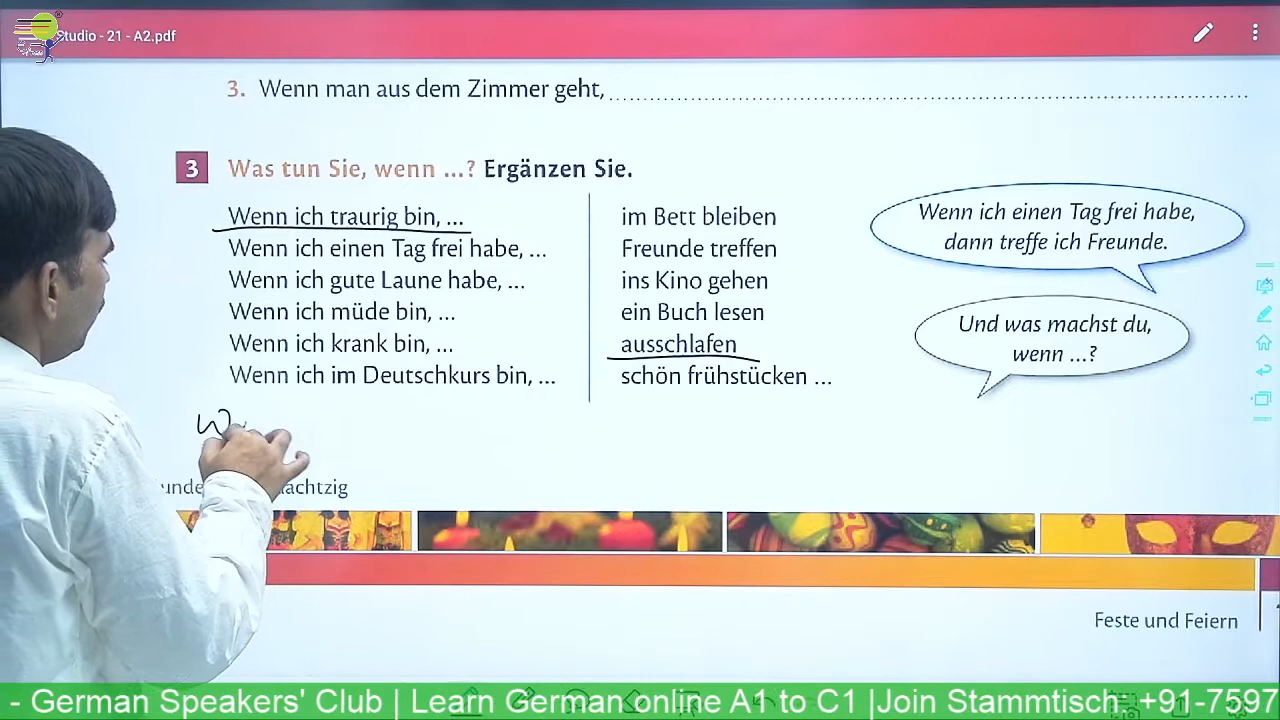 Studio - 21 - A2.pdf
3. Wenn man aus dem Zimmer geht,
3 Was tun Sie, wenn ...? Ergänzen Sie.
Wenn ich traurig bin, ...
Wenn ich einen Tag frei habe, ...
Wenn ich gute Laune habe, ...
Wenn ich müde bin, ...
Wenn ich krank bin, ...
Wenn ich im Deutschkurs bin, ...
im Bett bleiben
Freunde treffen
ins Kino gehen
ein Buch lesen
ausschlafen
schön frühstücken ...
Wenn ich einen Tag frei habe,
dann treffe ich Freunde.
Und was machst du,
wenn ...?
Feste und Feiern
- German Speakers' Club | Learn German online A1 to C1 |Join Stammtisch- +91-7597